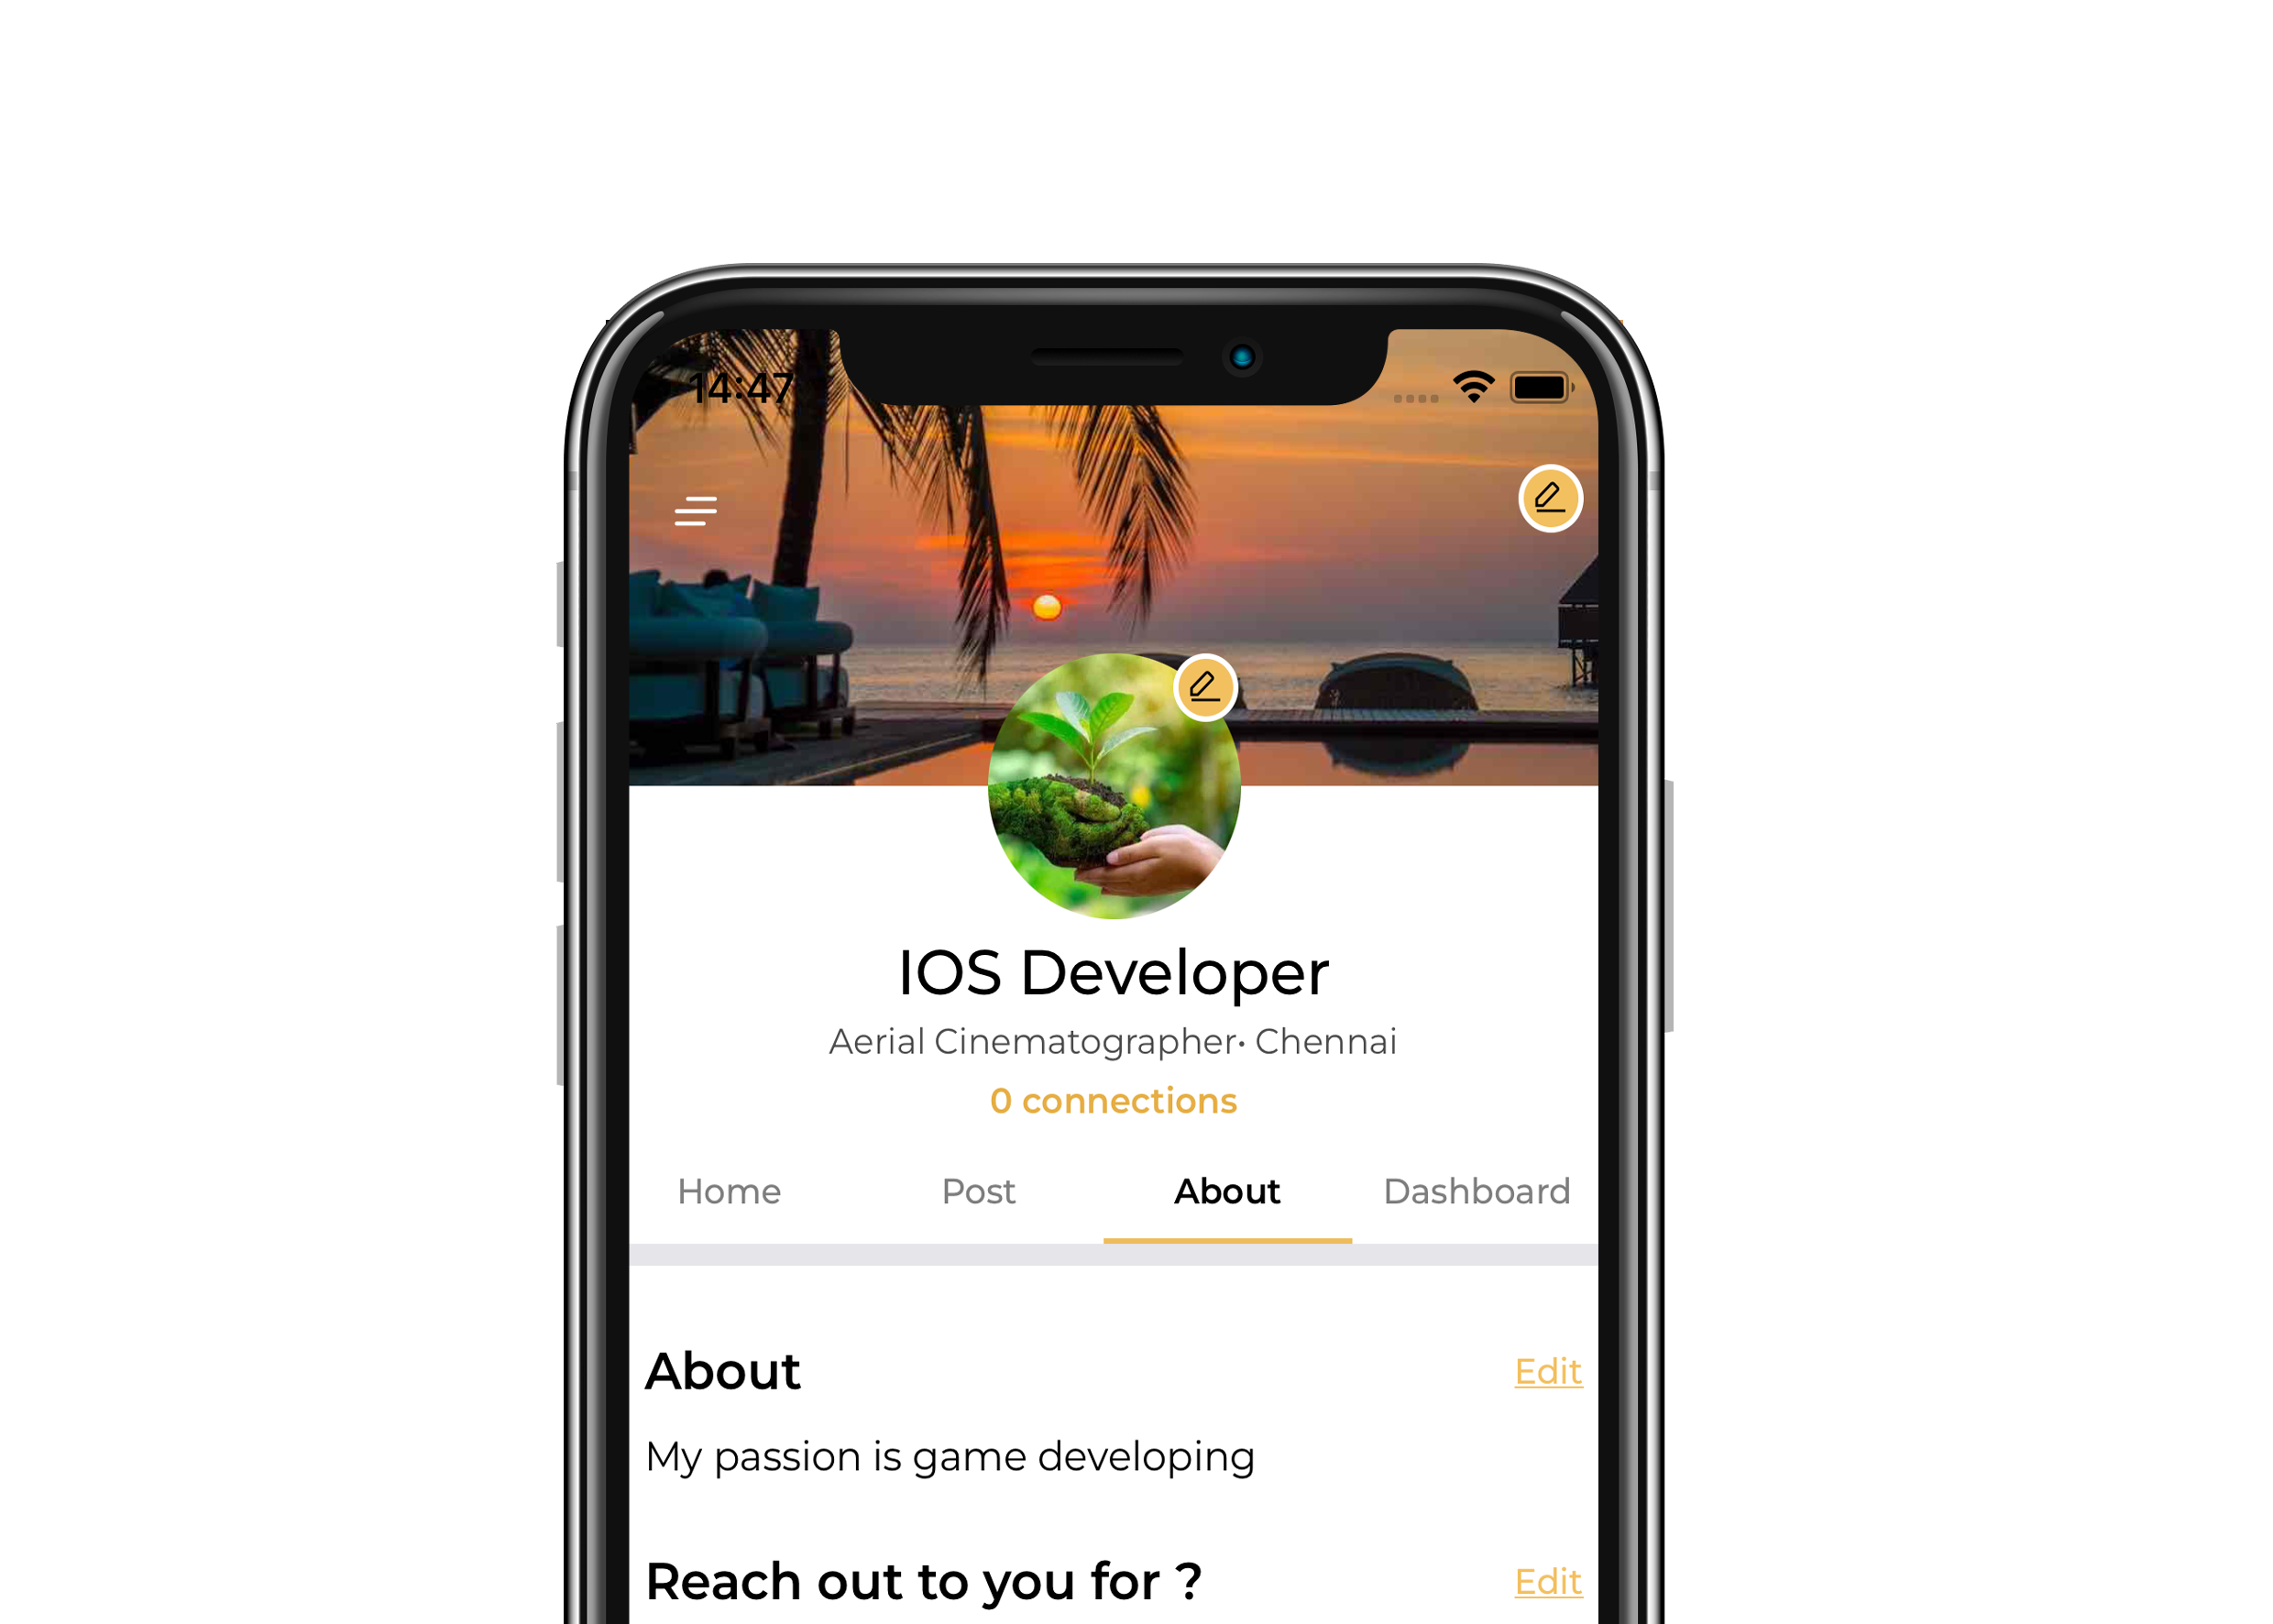 14:47
IOS Developer
Aerial Cinematographer• Chennai
0 connections
Home Post About Dashboard
About Edit
My passion is game developing
Reach out to you for ? Edit